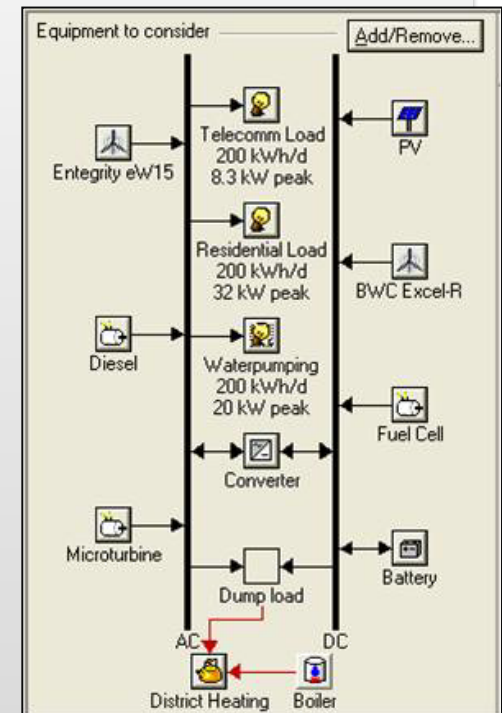 Equipment to consider
Add/Remove...
Telecomm Load
200 kWh/d
8.3 kW peak
PV
Entegrity eW15
Residential Load
200 kWh/d
32 kW peak
BWC Excel-R
Diesel
Waterpumping
200 kWh/d
20 kW peak
Fuel Cell
Converter
Microturbine
Battery
Dump load
AC
DC
District Heating
Boiler